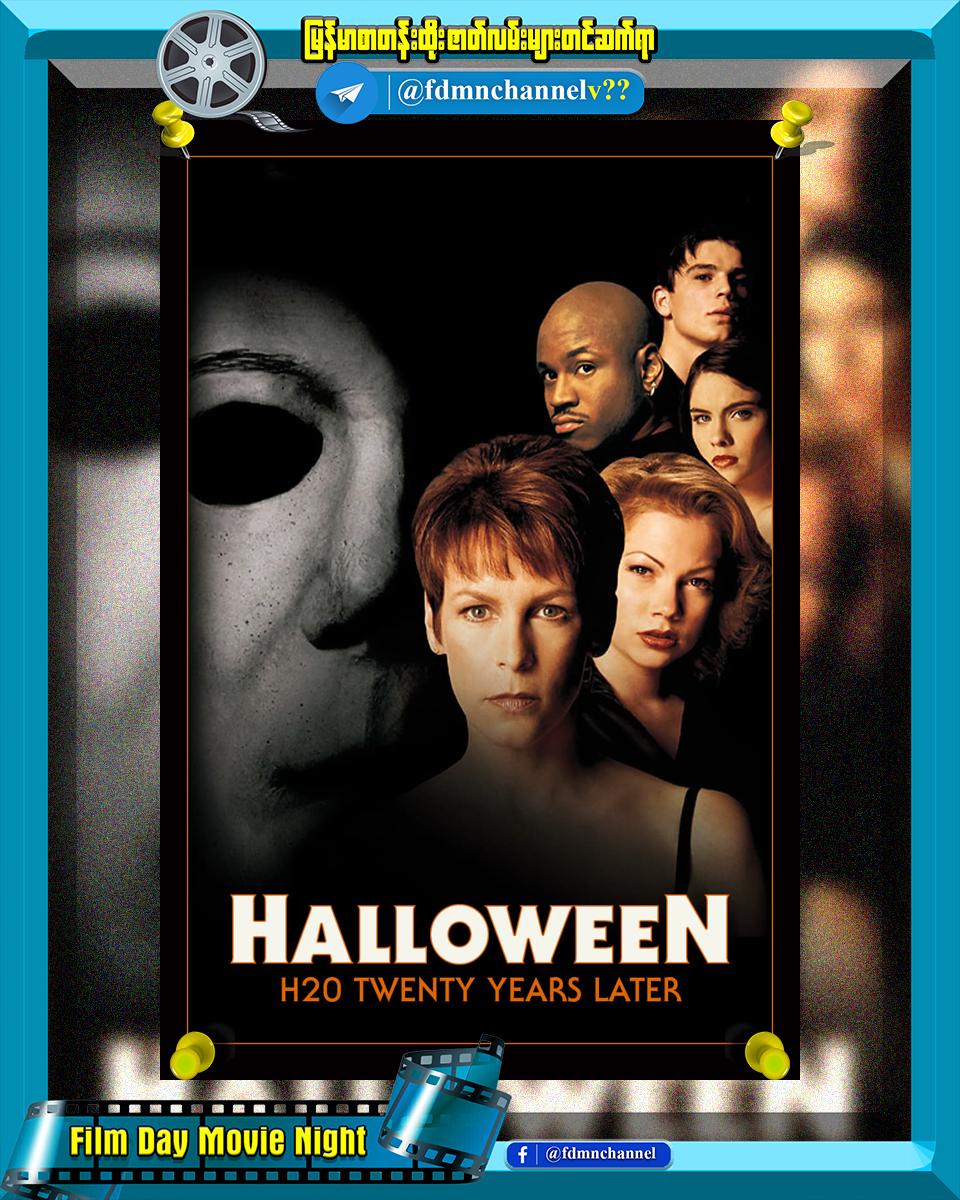 မြန်မာစာတန်းထိုးဇာတ်လမ်းများတင်ဆက်ရာ
@fdmnchannelv??
HALLOWEEN
H20 TWENTY YEARS LATER
Film Day Movie Night
@fdmnchannel